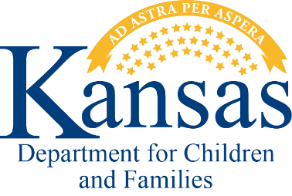 AD ASTRA PER ASPERA
Kansas
Department for Children
and Families